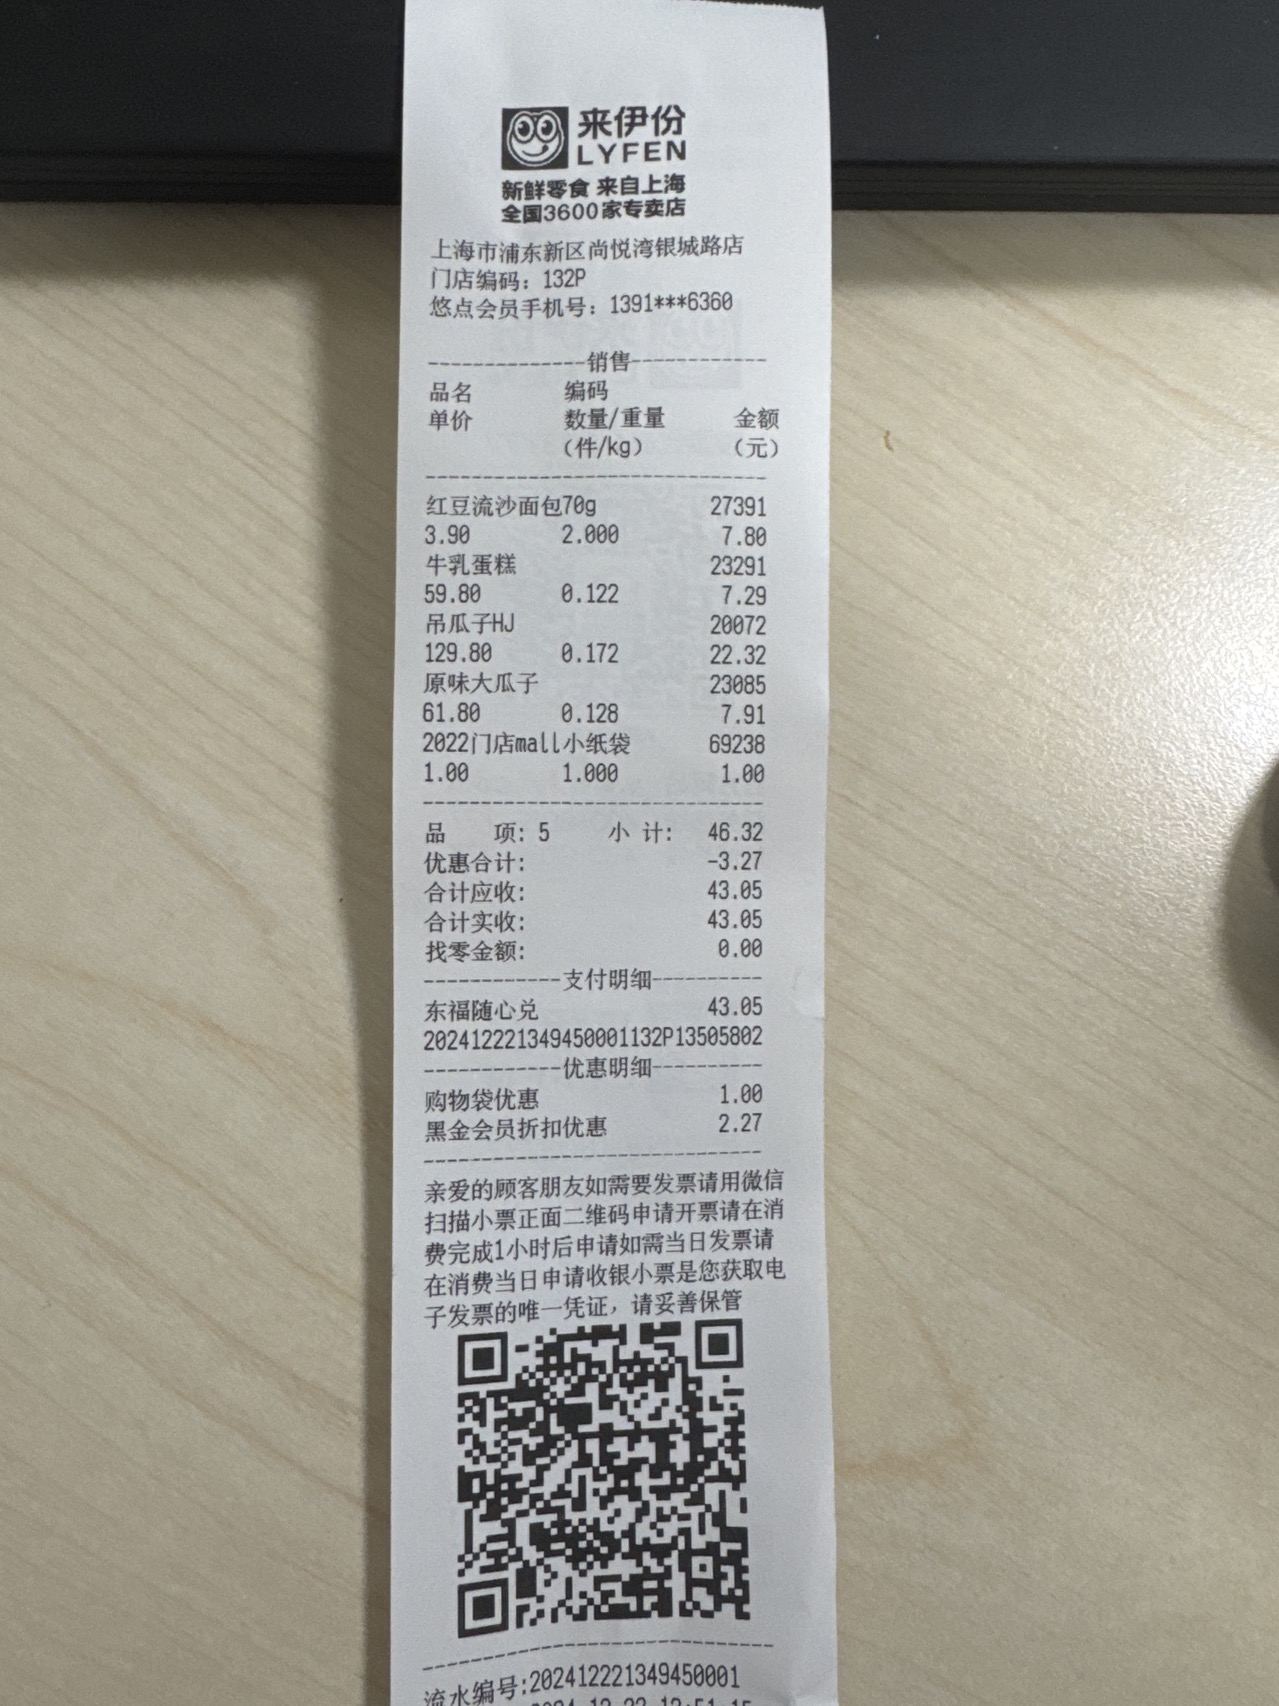 来伊份
LYFEN
新鲜零食 来自上海
全国3600家专卖店
上海市浦东新区尚悦湾银城路店
门店编码：132P
悠点会员手机号：1391***6360
--------------销售------------
品名 编码
单价 数量/重量 金额
（件/kg） （元）
------------------------------
红豆流沙面包70g 27391
3.90 2.000 7.80
牛乳蛋糕 23291
59.80 0.122 7.29
吊瓜子HJ 20072
129.80 0.172 22.32
原味大瓜子 23085
61.80 0.128 7.91
2022门店mall小纸袋 69238
1.00 1.000 1.00
------------------------------
品 项: 5 小 计: 46.32
优惠合计: -3.27
合计应收: 43.05
合计实收: 43.05
找零金额: 0.00
------------支付明细----------
东福随心兑 43.05
202412221349450001132P13505802
------------优惠明细----------
购物袋优惠 1.00
黑金会员折扣优惠 2.27
------------------------------
亲爱的顾客朋友如需要发票请用微信
扫描小票正面二维码申请开票请在消
费完成1小时后申请如需当日发票请
在消费当日申请收银小票是您获取电
子发票的唯一凭证，请妥善保管
------------------------------
流水编号:202412221349450001